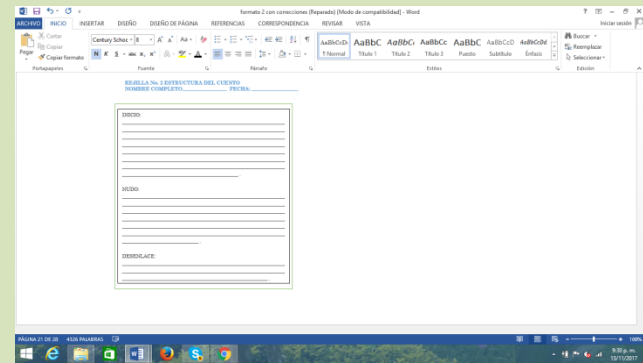 formato 2 con correcciones (Reparado) [Modo de compatibilidad] - Word
ARCHIVO INICIO INSERTAR DISEÑO DISEÑO DE PÁGINA REFERENCIAS CORRESPONDENCIA REVISAR VISTA Iniciar sesión
Cortar
Copiar
Copiar formato
Pegar
Portapapeles
Century Schoc 8
Fuente
Párrafo
AaBbCcDc AaBbC AaBbCc AaBbCc AaBbC AaBbCcD AaBbCcDd
¶ Normal Título 1 Título 2 Título 3 Puesto Subtítulo Énfasis
Estilos
Buscar
Reemplazar
Seleccionar
Edición
REJILLA No. 2 ESTRUCTURA DEL CUENTO
NOMBRE COMPLETO FECHA:
INICIO:
NUDO:
DESENLACE:
PÁGINA 21 DE 28 4326 PALABRAS 100%
9:30 p. m.
13/11/2017